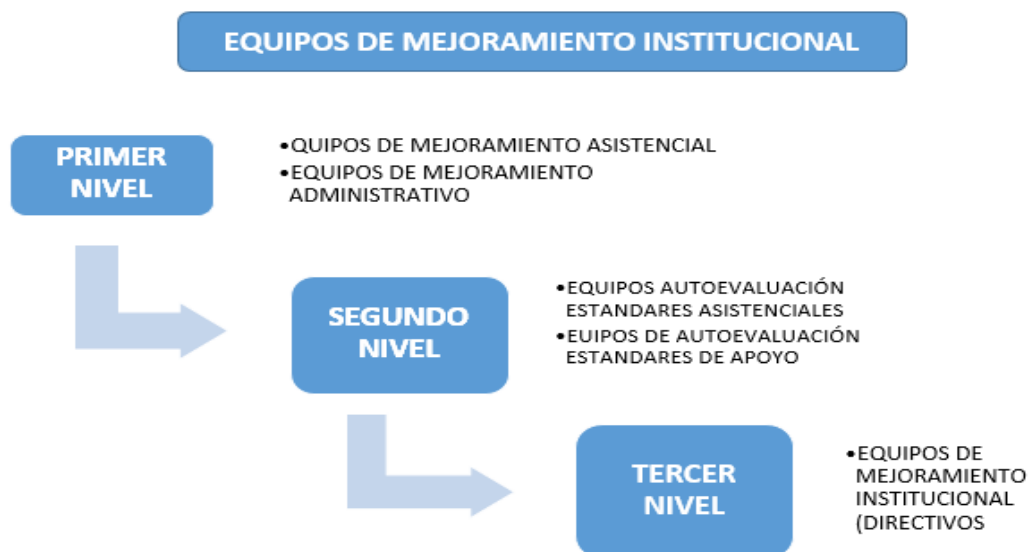 EQUIPOS DE MEJORAMIENTO INSTITUCIONAL
PRIMER
NIVEL
•QUIPOS DE MEJORAMIENTO ASISTENCIAL
•EQUIPOS DE MEJORAMIENTO
ADMINISTRATIVO
SEGUNDO
NIVEL
•EQUIPOS AUTOEVALUACIÓN
ESTANDARES ASISTENCIALES
•EUIPOS DE AUTOEVALUACIÓN
ESTANDARES DE APOYO
TERCER
NIVEL
•EQUIPOS DE
MEJORAMIENTO
INSTITUCIONAL
(DIRECTIVOS